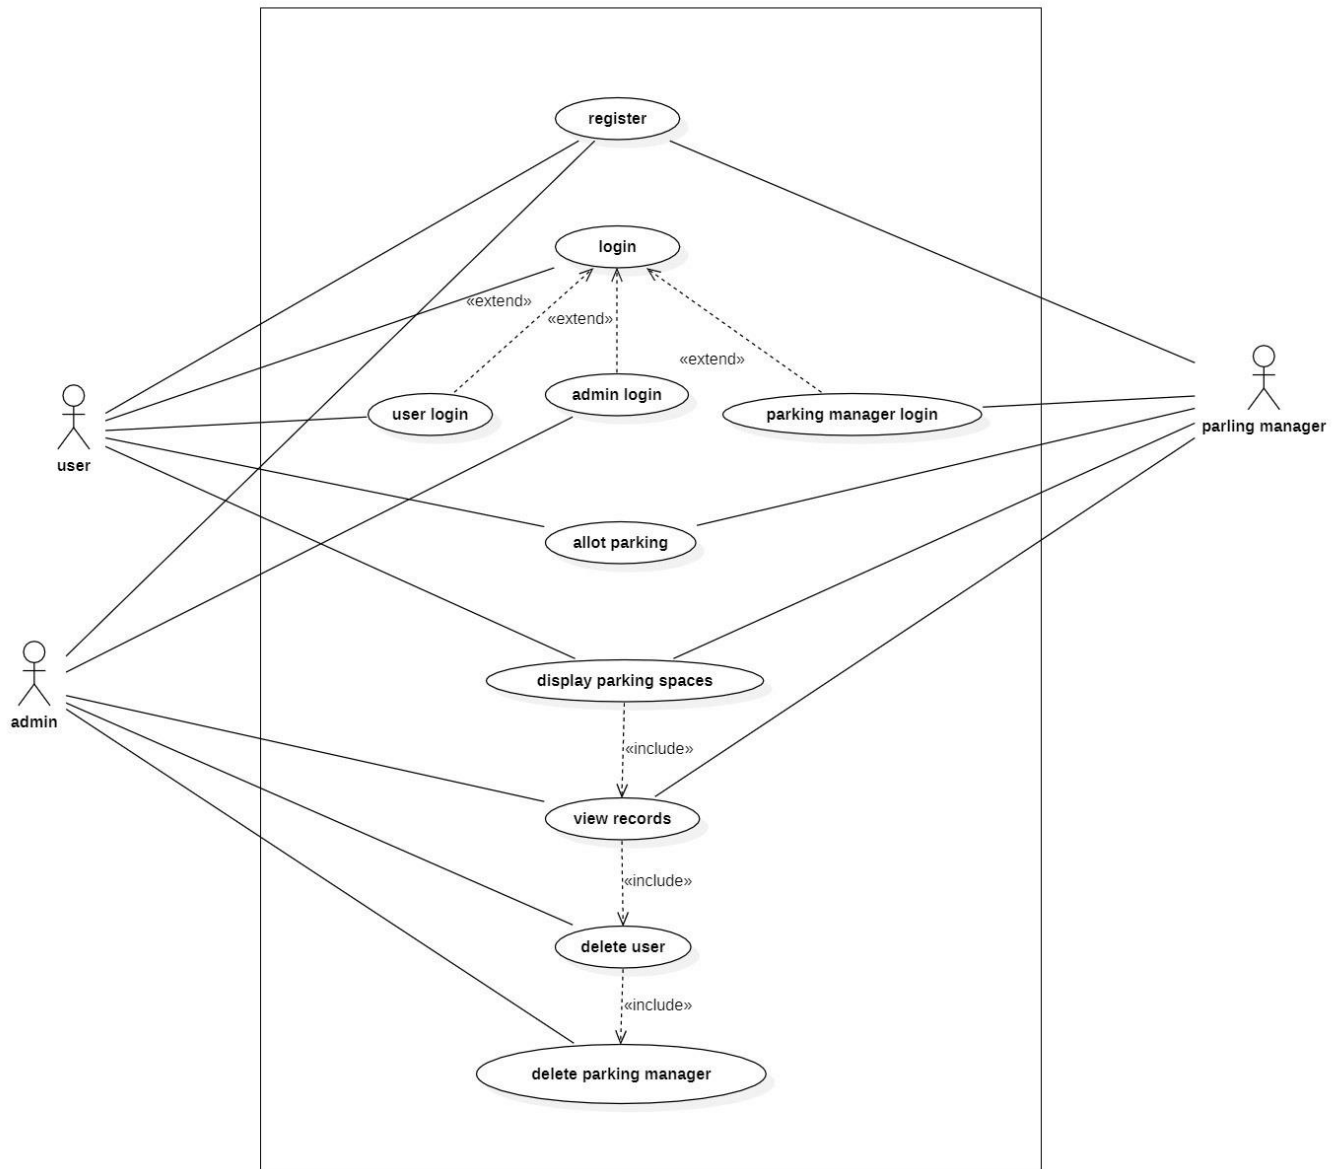 register
login
«extend»
«extend»
«extend»
user login
admin login
parking manager login
user
parling manager
allot parking
display parking spaces
admin
«include»
view records
«include»
delete user
«include»
delete parking manager